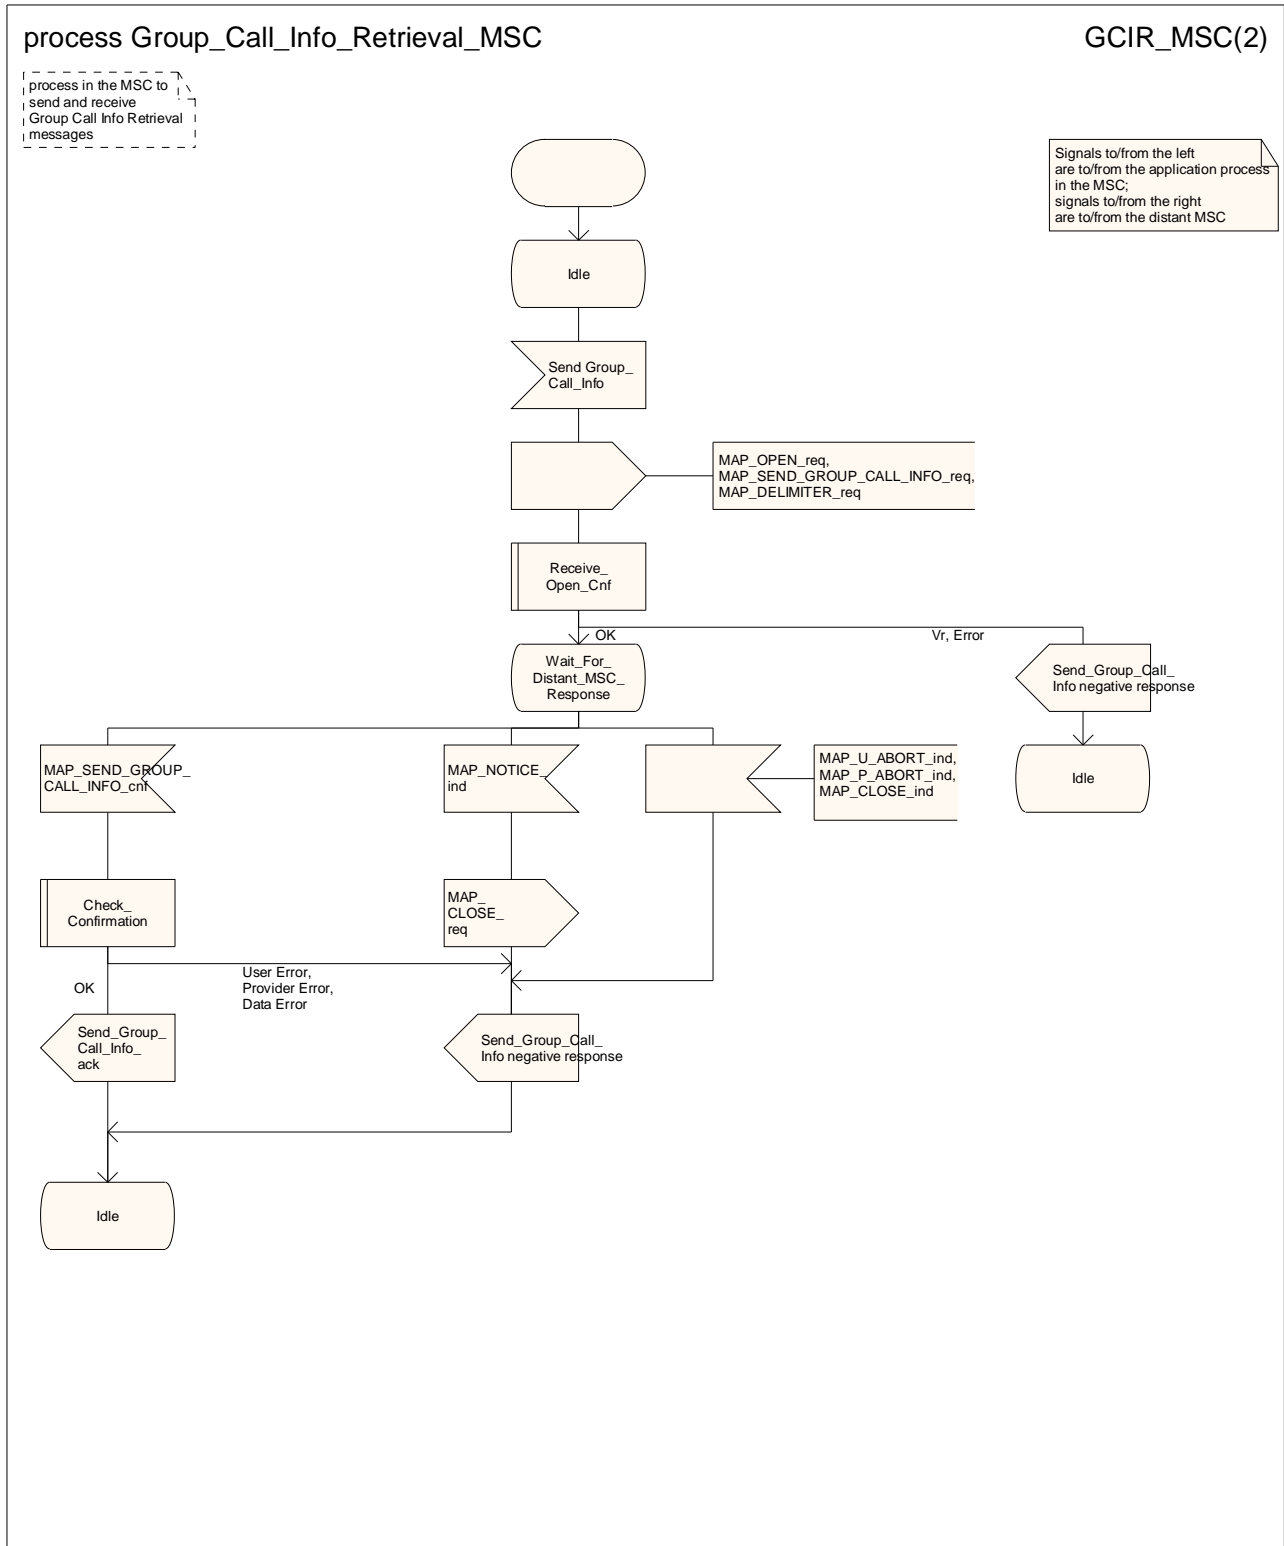 process Group_Call_Info_Retrieval_MSC
GCIR_MSC(2)
process in the MSC to
send and receive
Group Call Info Retrieval
messages
Signals to/from the left
are to/from the application process
in the MSC;
signals to/from the right
are to/from the distant MSC
Idle
Send Group_
Call_Info
MAP_OPEN_req,
MAP_SEND_GROUP_CALL_INFO_req,
MAP_DELIMITER_req
Receive_
Open_Cnf
OK
Vr, Error
Wait_For_
Distant_MSC_
Response
Send_Group_Call_
Info negative response
MAP_SEND_GROUP_
CALL_INFO_cnf
MAP_NOTICE_
ind
MAP_U_ABORT_ind,
MAP_P_ABORT_ind,
MAP_CLOSE_ind
Idle
Check_
Confirmation
MAP_
CLOSE_
req
User Error,
Provider Error,
Data Error
OK
Send_Group_
Call_Info_
ack
Send_Group_Call_
Info negative response
Idle